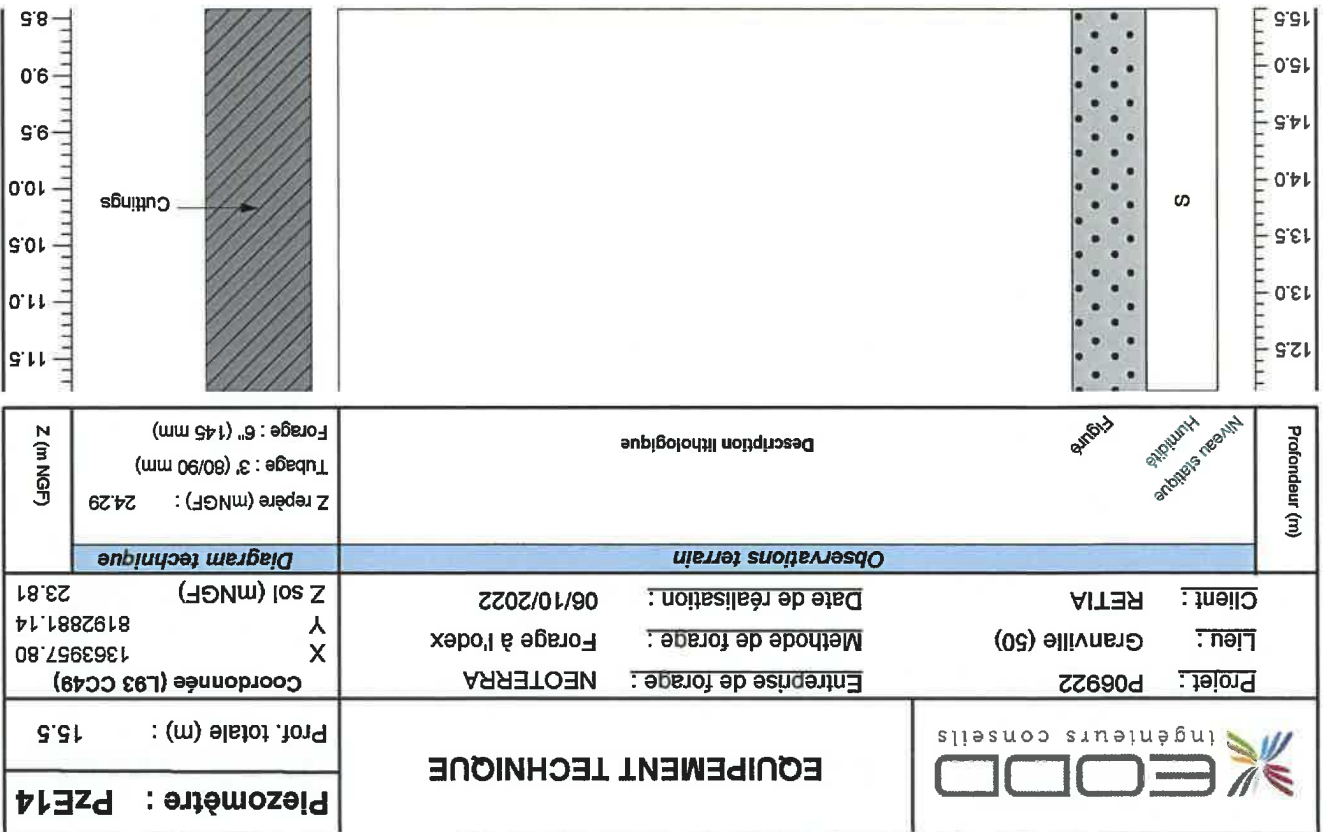 EODD
ingénieurs conseils
EQUIPEMENT TECHNIQUE
Piezomètre : PzE14
Prof. totale (m) : 15.5
Projet : P06922
Lieu : Granville (50)
Client : RETIA
Entreprise de forage : NEOTERRA
Methode de forage : Forage à l'odex
Date de réalisation : 06/10/2022
Coordonnée (L93 CC49)
X 1363957.80
Y 8192881.14
Z sol (mNGF) 23.81
Observations terrain
Diagram technique
Profondeur (m)
Niveau statique
Humidité
Figuré
Description lithologique
Z repère (mNGF) : 24.29
Tubage : 3' (80/90 mm)
Forage : 6" (145 mm)
Z (m NGF)
12.5
13.0
13.5
14.0
14.5
15.0
15.5
S
Cuttings
11.5
11.0
10.5
10.0
9.5
9.0
8.5